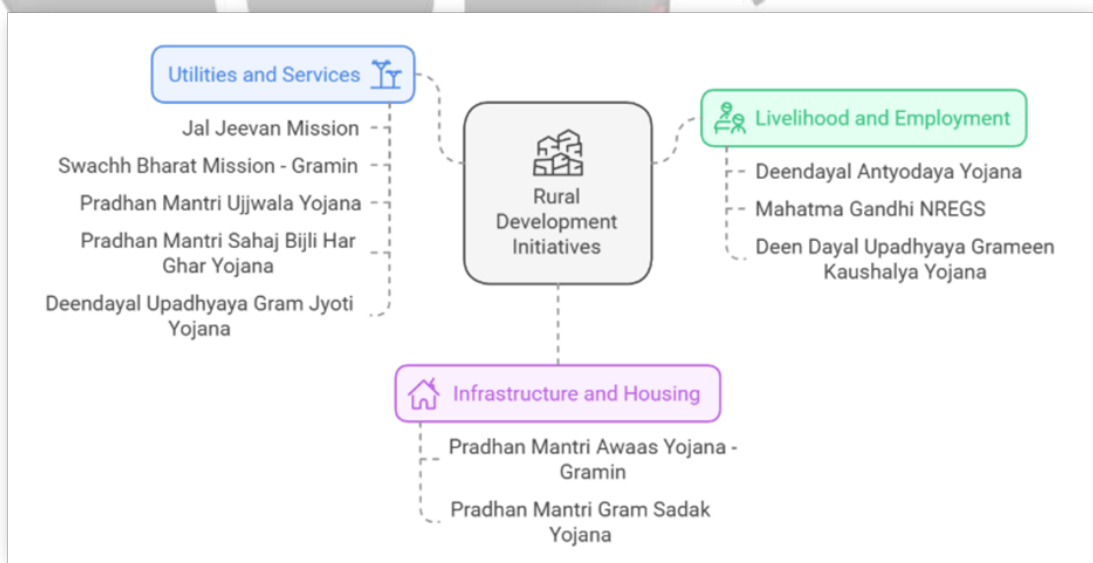 Utilities and Services
Jal Jeevan Mission
Swachh Bharat Mission - Gramin
Pradhan Mantri Ujjwala Yojana
Pradhan Mantri Sahaj Bijli Har
Ghar Yojana
Deendayal Upadhyaya Gram Jyoti
Yojana
Rural
Development
Initiatives
Livelihood and Employment
Deendayal Antyodaya Yojana
Mahatma Gandhi NREGS
Deen Dayal Upadhyaya Grameen
Kaushalya Yojana
Infrastructure and Housing
Pradhan Mantri Awaas Yojana -
Gramin
Pradhan Mantri Gram Sadak
Yojana